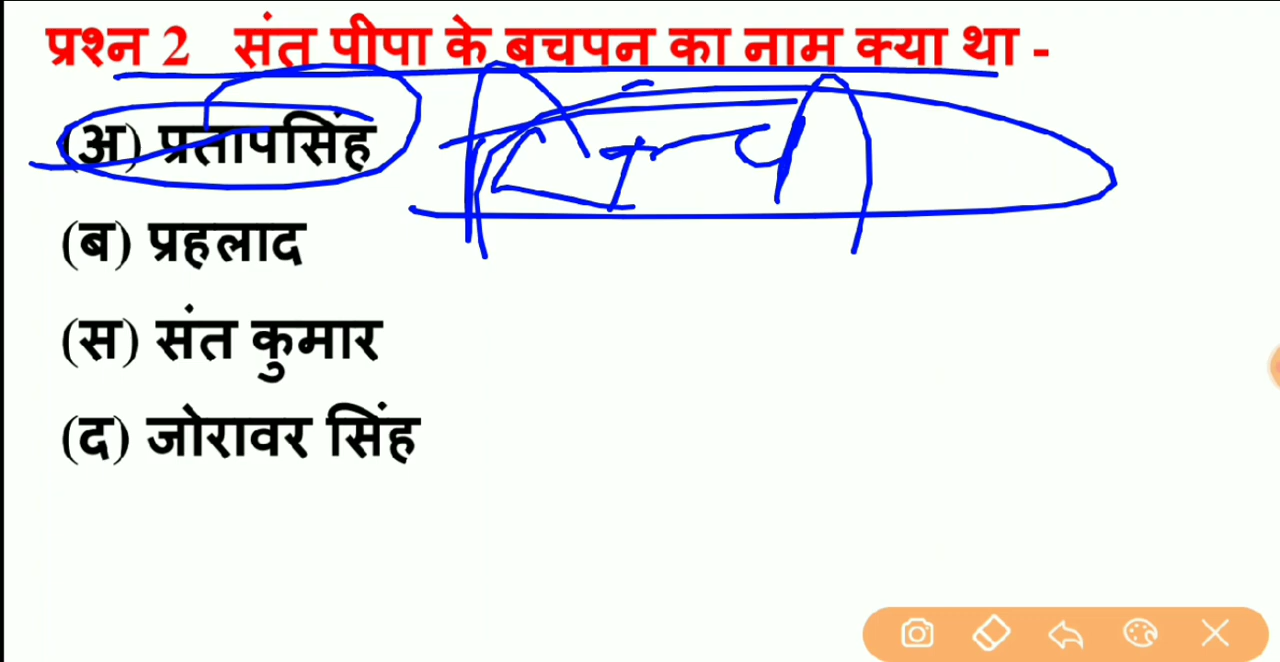 प्रश्न 2 संत पीपा के बचपन का नाम क्या था -
(अ) प्रतापसिंह
(ब) प्रहलाद
(स) संत कुमार
(द) जोरावर सिंह